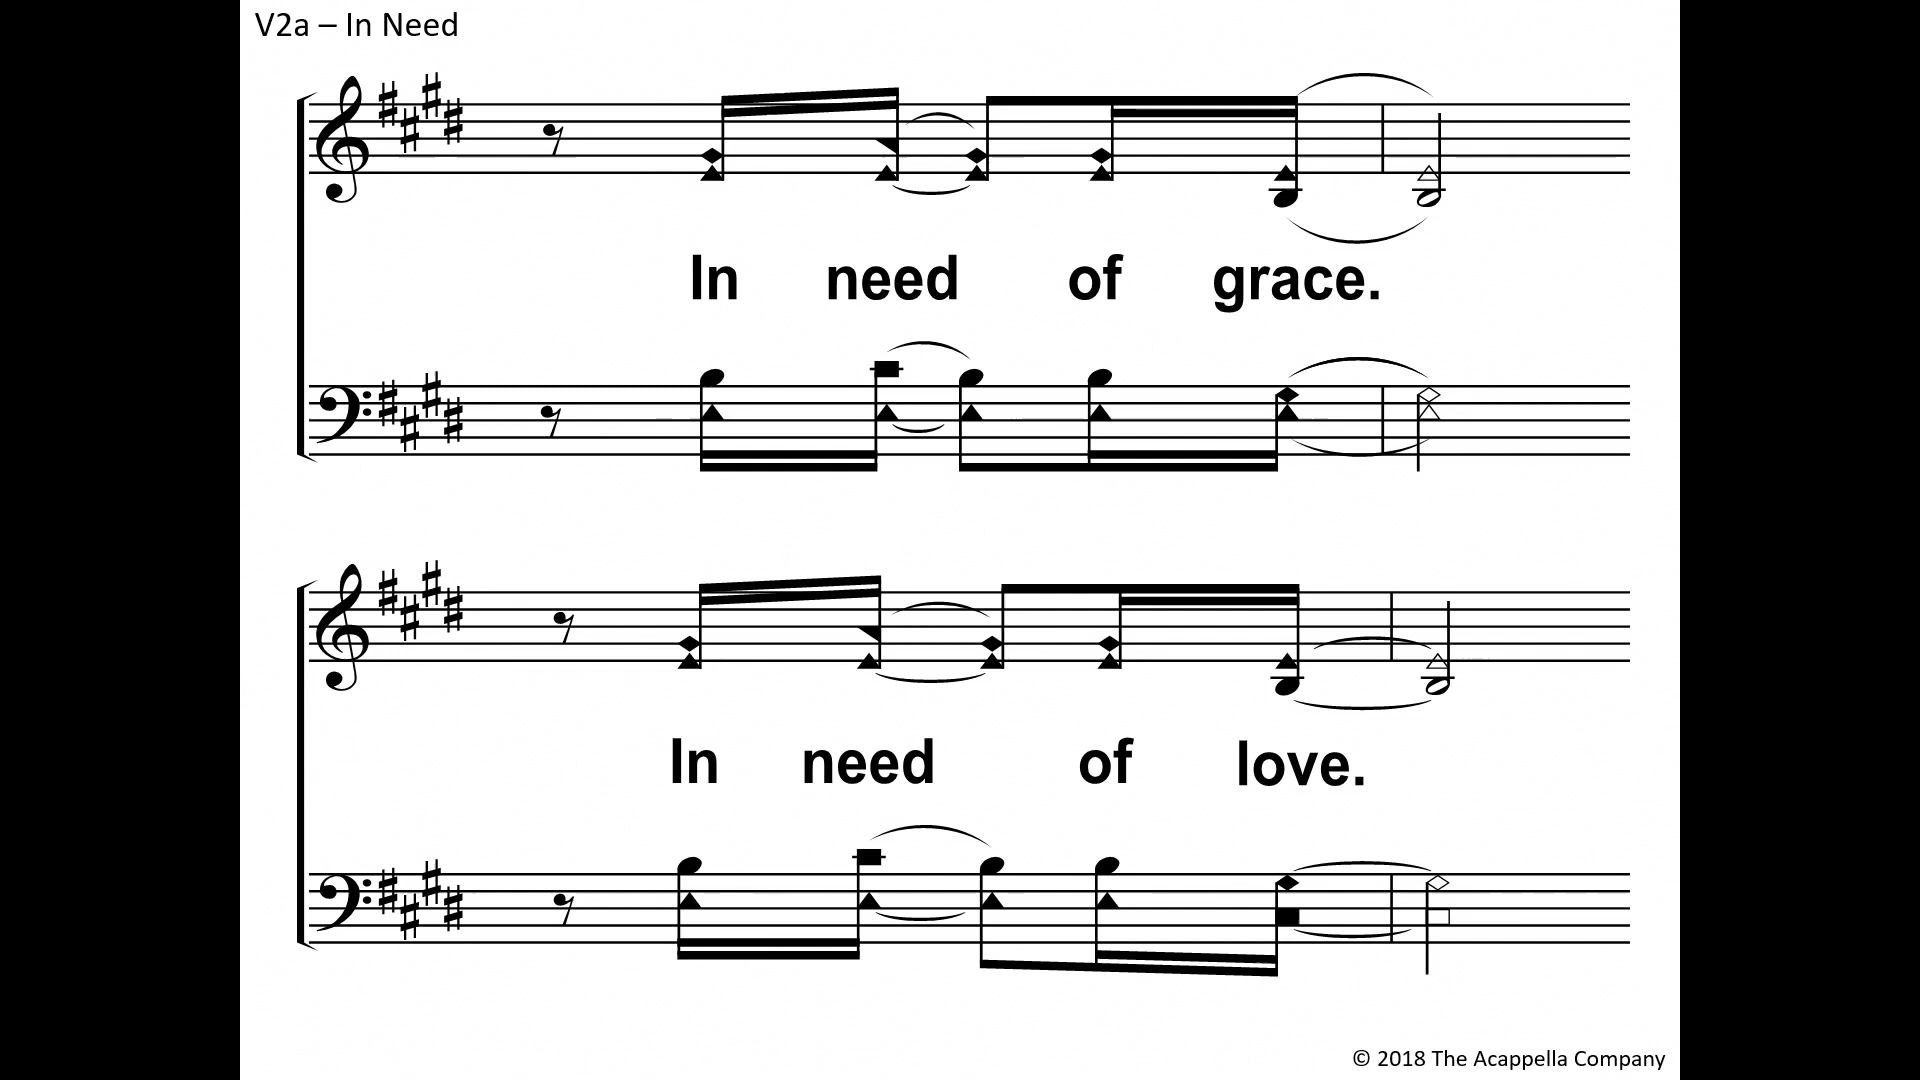 V2a – In Need
In need of grace.
In need of love.
© 2018 The Acappella Company